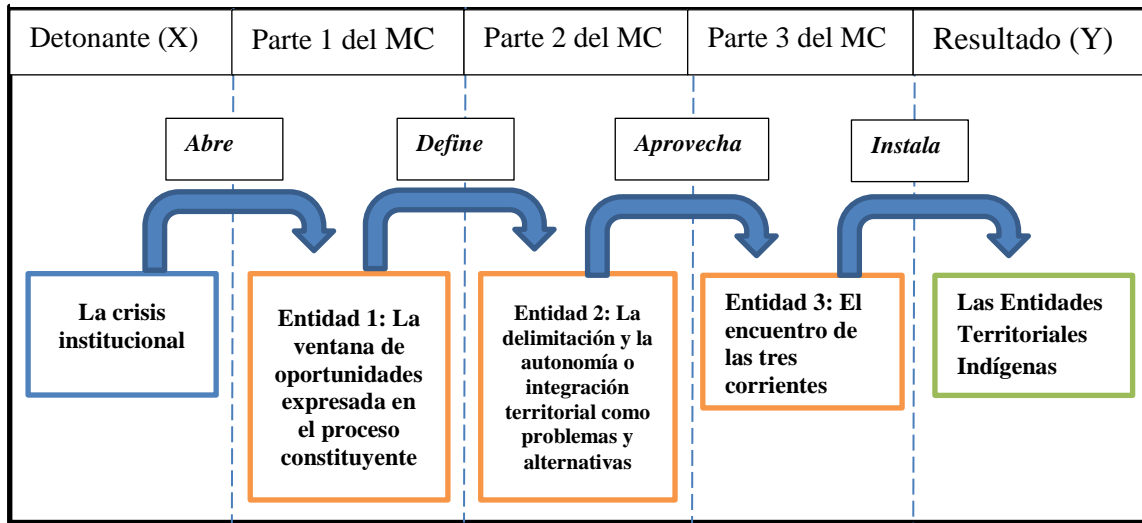 Detonante (X)
Parte 1 del MC
Parte 2 del MC
Parte 3 del MC
Resultado (Y)
Abre
Define
Aprovecha
Instala
La crisis
institucional
Entidad 1: La
ventana de
oportunidades
expresada en
el proceso
constituyente
Entidad 2: La
delimitación y la
autonomía o
integración
territorial como
problemas y
alternativas
Entidad 3: El
encuentro de
las tres
corrientes
Las Entidades
Territoriales
Indígenas